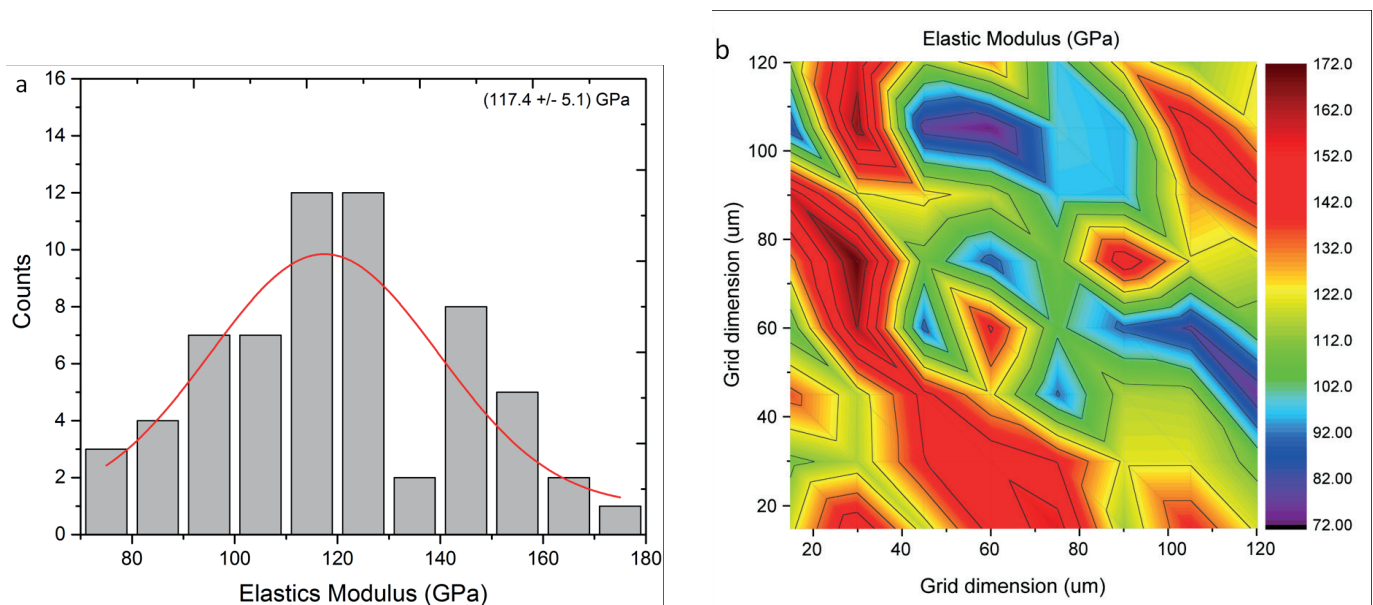 a
(117.4 +/- 5.1) GPa
16
14
12
10
8
6
4
2
0
Counts
80 100 120 140 160 180
Elastics Modulus (GPa)
b
Elastic Modulus (GPa)
120
100
80
60
40
20
Grid dimension (um)
20 40 60 80 100 120
Grid dimension (um)
172.0
162.0
152.0
142.0
132.0
122.0
112.0
102.0
92.00
82.00
72.00